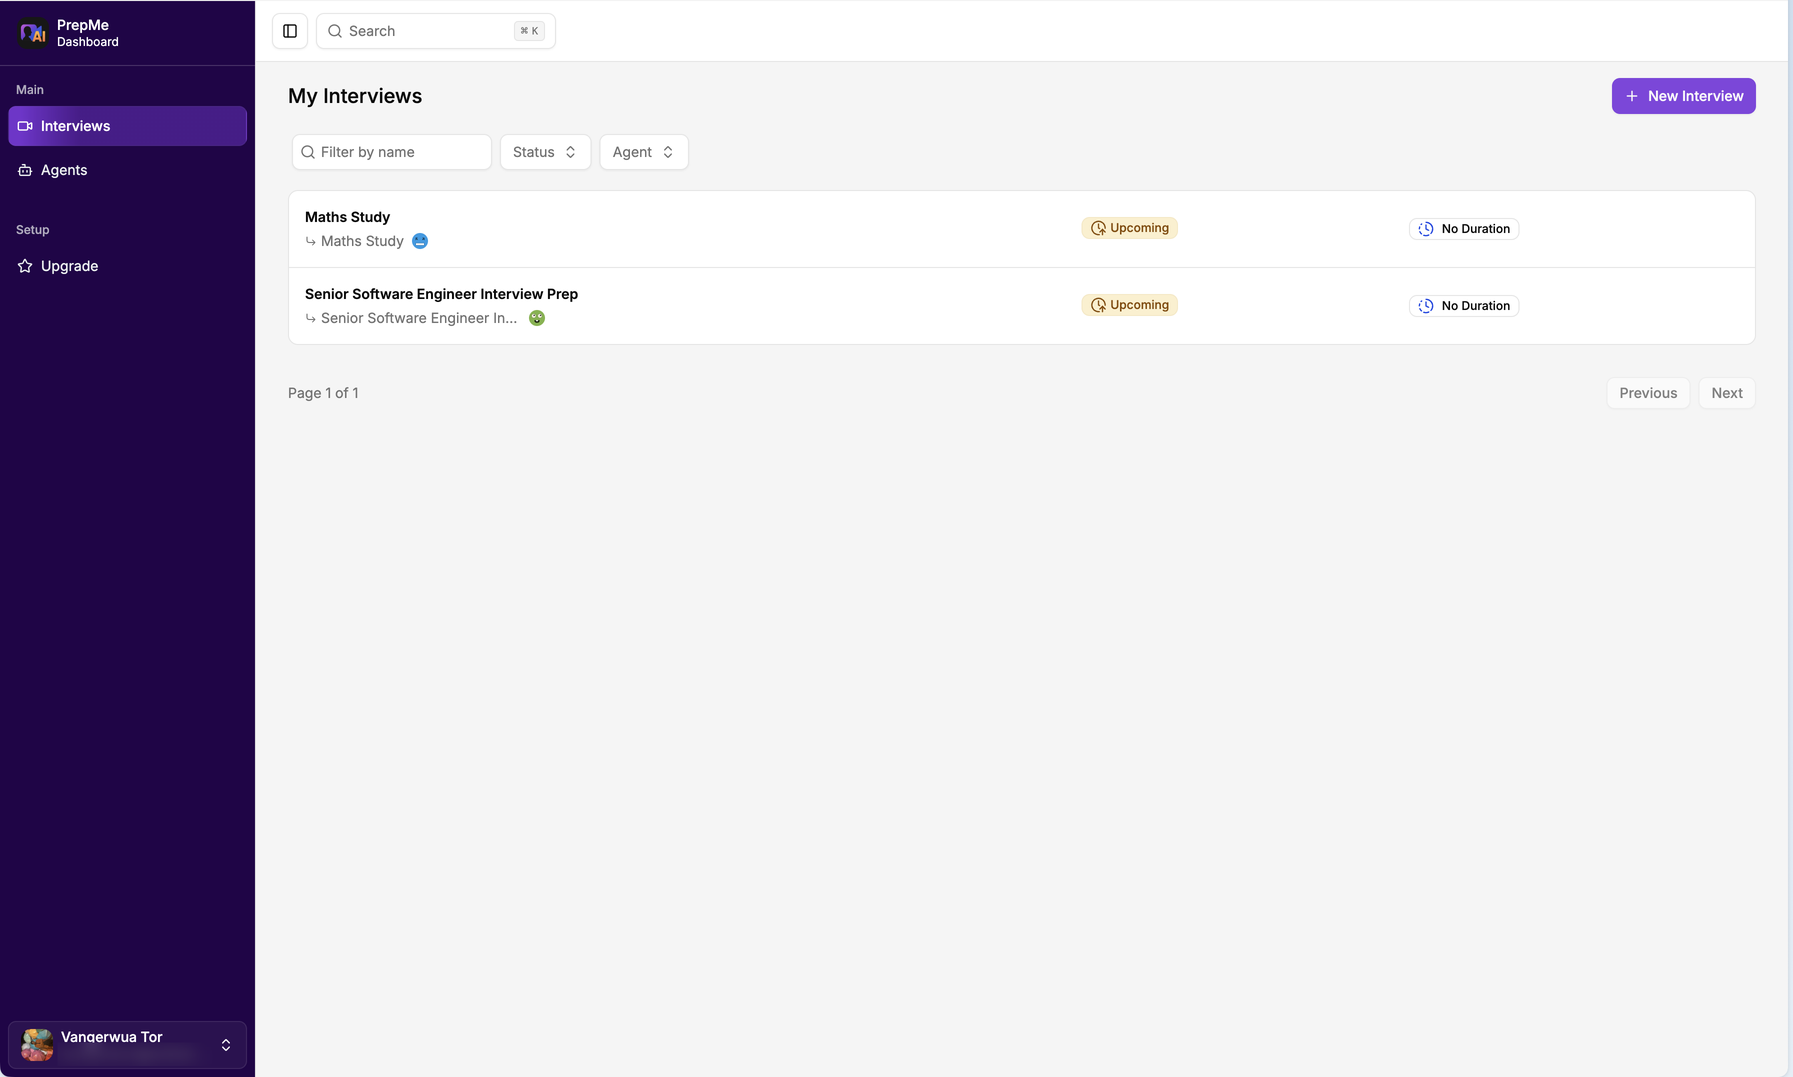 PrepMe
Dashboard
Main
Interviews
Agents
Setup
Upgrade
Vangerwua Tor
Search
⌘ K
My Interviews
+ New Interview
Filter by name
Status
Agent
Maths Study
Maths Study
Upcoming
No Duration
Senior Software Engineer Interview Prep
Senior Software Engineer In...
Upcoming
No Duration
Page 1 of 1
Previous
Next